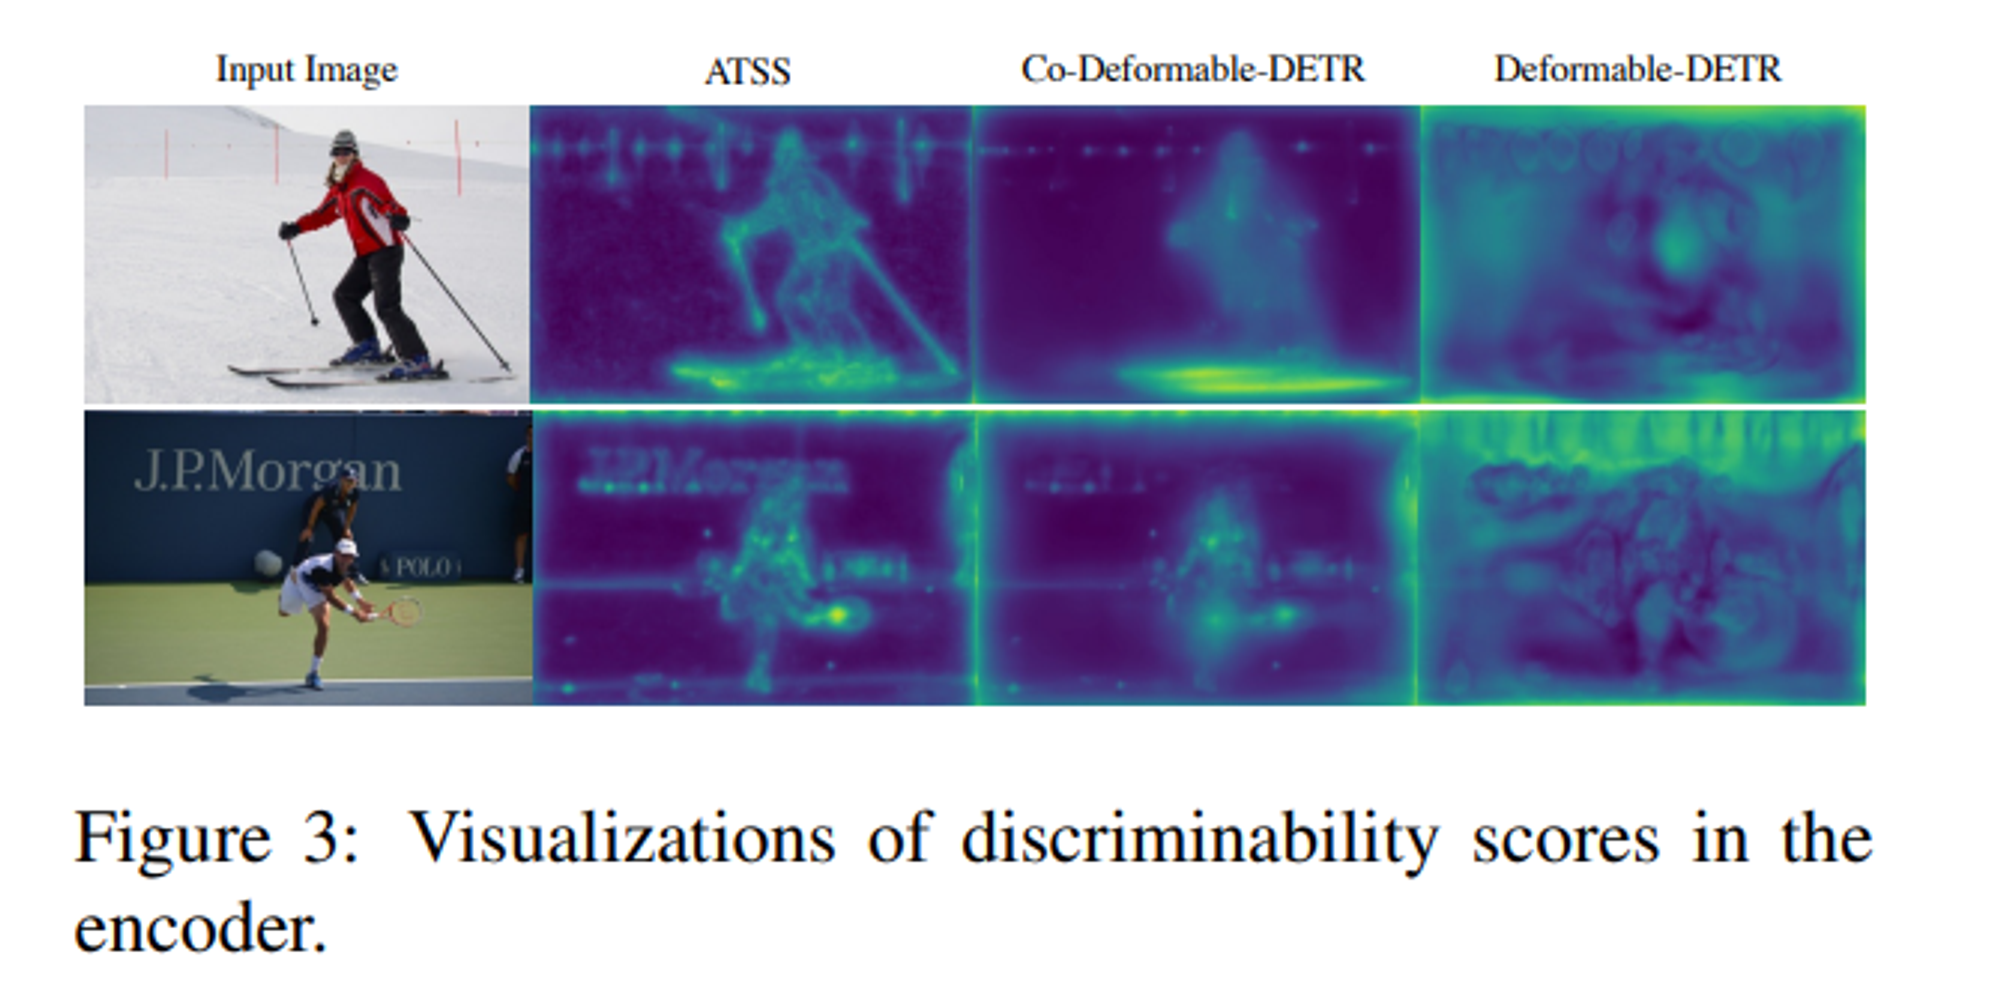 Input Image
ATSS
Co-Deformable-DETR
Deformable-DETR
J.P.Morgan
POLO
Figure 3: Visualizations of discriminability scores in the
encoder.